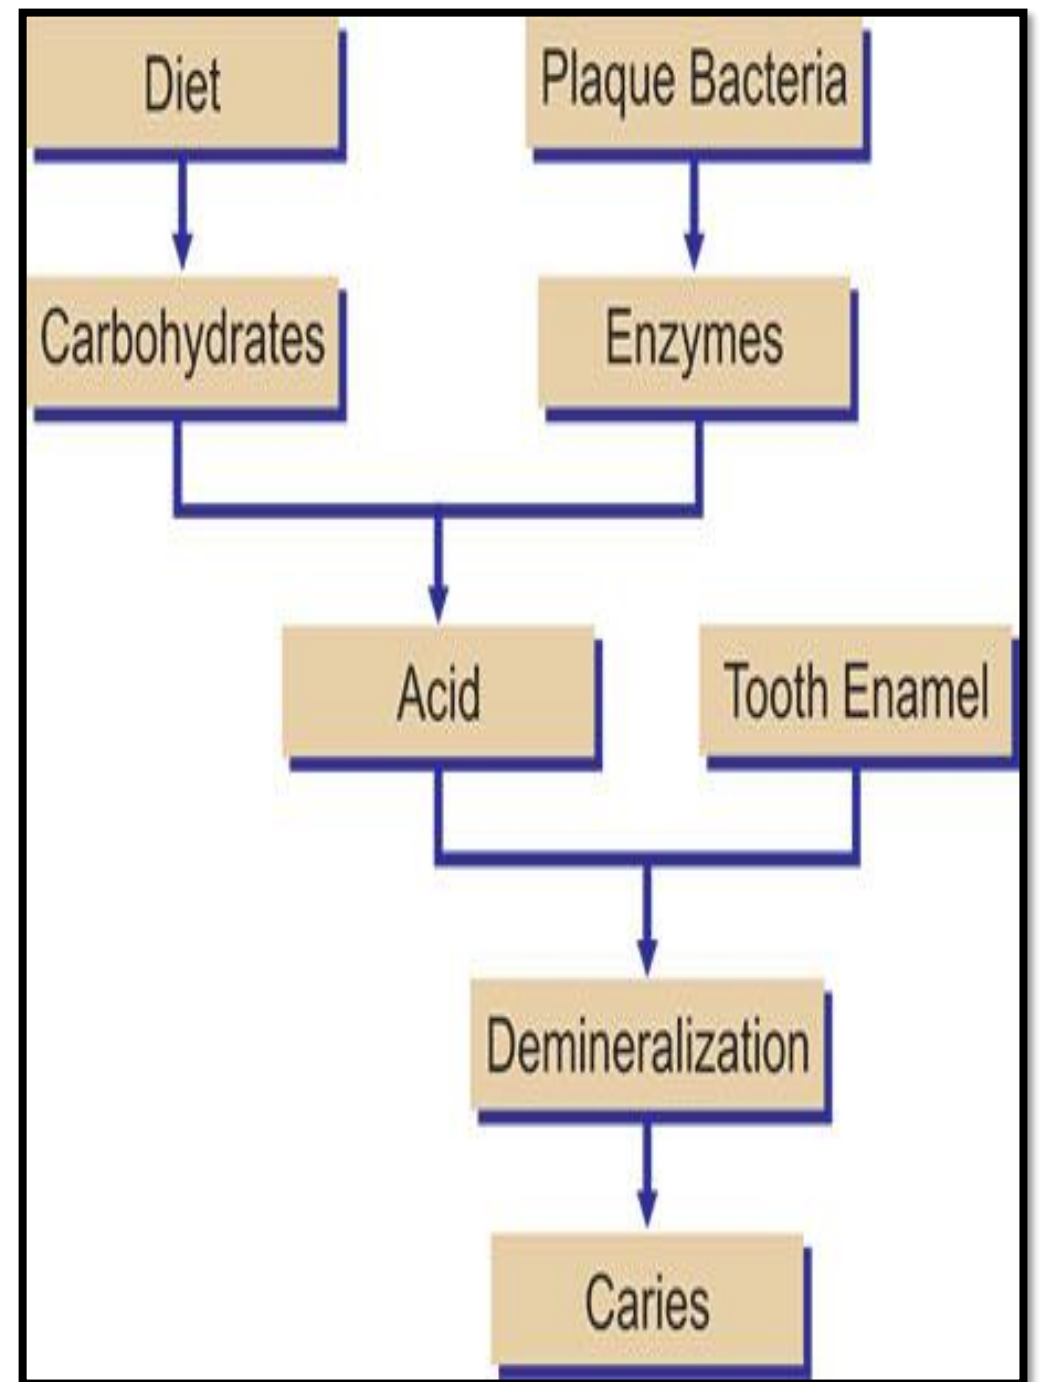 Diet
Plaque Bacteria
Carbohydrates
Enzymes
Acid
Tooth Enamel
Demineralization
Caries